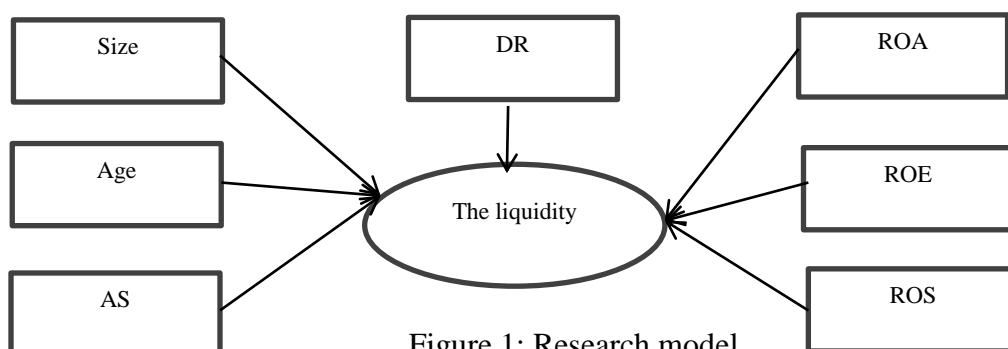 Size
DR
ROA
Age
The liquidity
ROE
AS
ROS
Figure 1: Research model